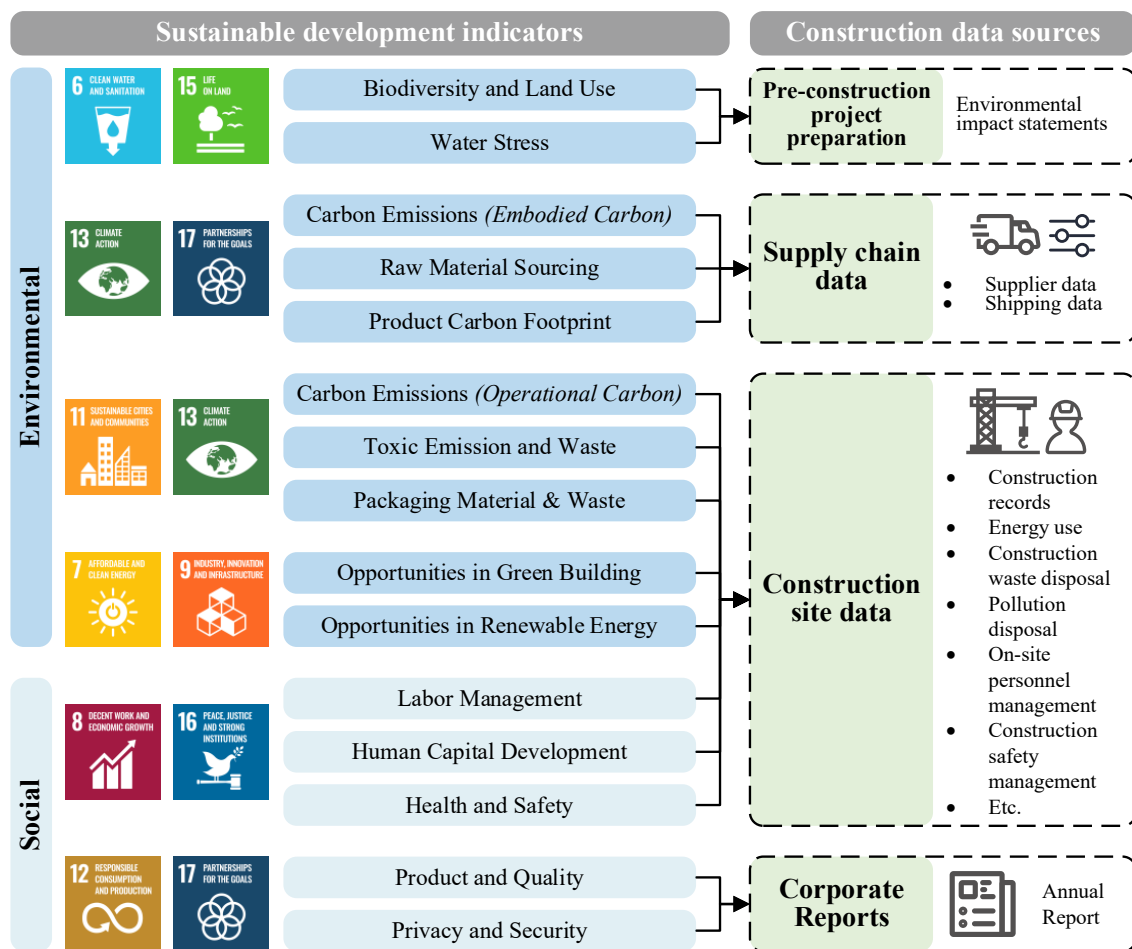 Sustainable development indicators
Construction data sources
Environmental
6 CLEAN WATER
AND SANITATION
15 LIFE
ON LAND
Biodiversity and Land Use
Water Stress
Pre-construction
project
preparation
Environmental
impact statements
13 CLIMATE
ACTION
17 PARTNERSHIPS
FOR THE GOALS
Carbon Emissions (Embodied Carbon)
Raw Material Sourcing
Product Carbon Footprint
Supply chain
data
• Supplier data
• Shipping data
11 SUSTAINABLE CITIES
AND COMMUNITIES
13 CLIMATE
ACTION
Carbon Emissions (Operational Carbon)
Toxic Emission and Waste
Packaging Material & Waste
7 AFFORDABLE AND
CLEAN ENERGY
9 INDUSTRY, INNOVATION
AND INFRASTRUCTURE
Opportunities in Green Building
Opportunities in Renewable Energy
Social
8 DECENT WORK AND
ECONOMIC GROWTH
16 PEACE, JUSTICE
AND STRONG
INSTITUTIONS
Labor Management
Human Capital Development
Health and Safety
Construction
site data
• Construction
records
• Energy use
• Construction
waste disposal
• Pollution
disposal
• On-site
personnel
management
• Construction
safety
management
• Etc.
12 RESPONSIBLE
CONSUMPTION
AND PRODUCTION
17 PARTNERSHIPS
FOR THE GOALS
Product and Quality
Privacy and Security
Corporate
Reports
Annual
Report